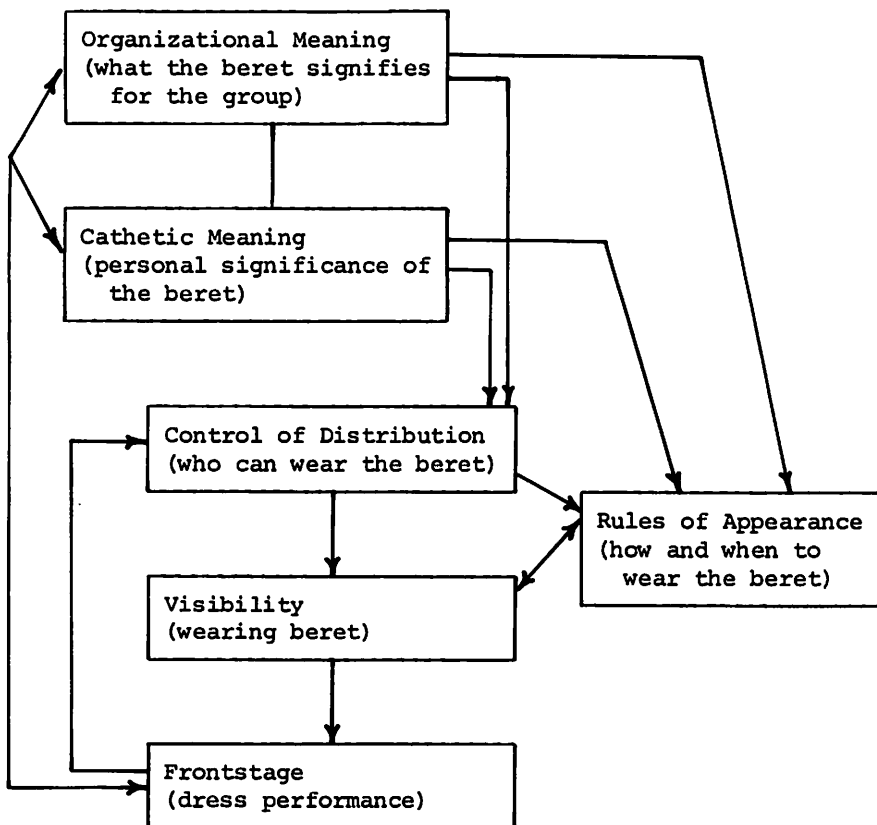 Organizational Meaning
(what the beret signifies
for the group)
Cathetic Meaning
(personal significance of
the beret)
Control of Distribution
(who can wear the beret)
Rules of Appearance
(how and when to
wear the beret)
Visibility
(wearing beret)
Frontstage
(dress performance)